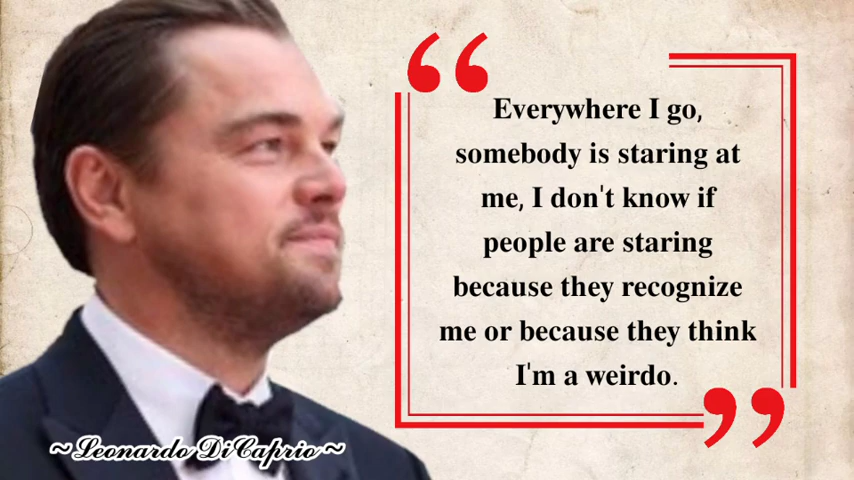 Everywhere I go,
somebody is staring at
me, I don't know if
people are staring
because they recognize
me or because they think
I'm a weirdo.
~Leonardo DiCaprio~